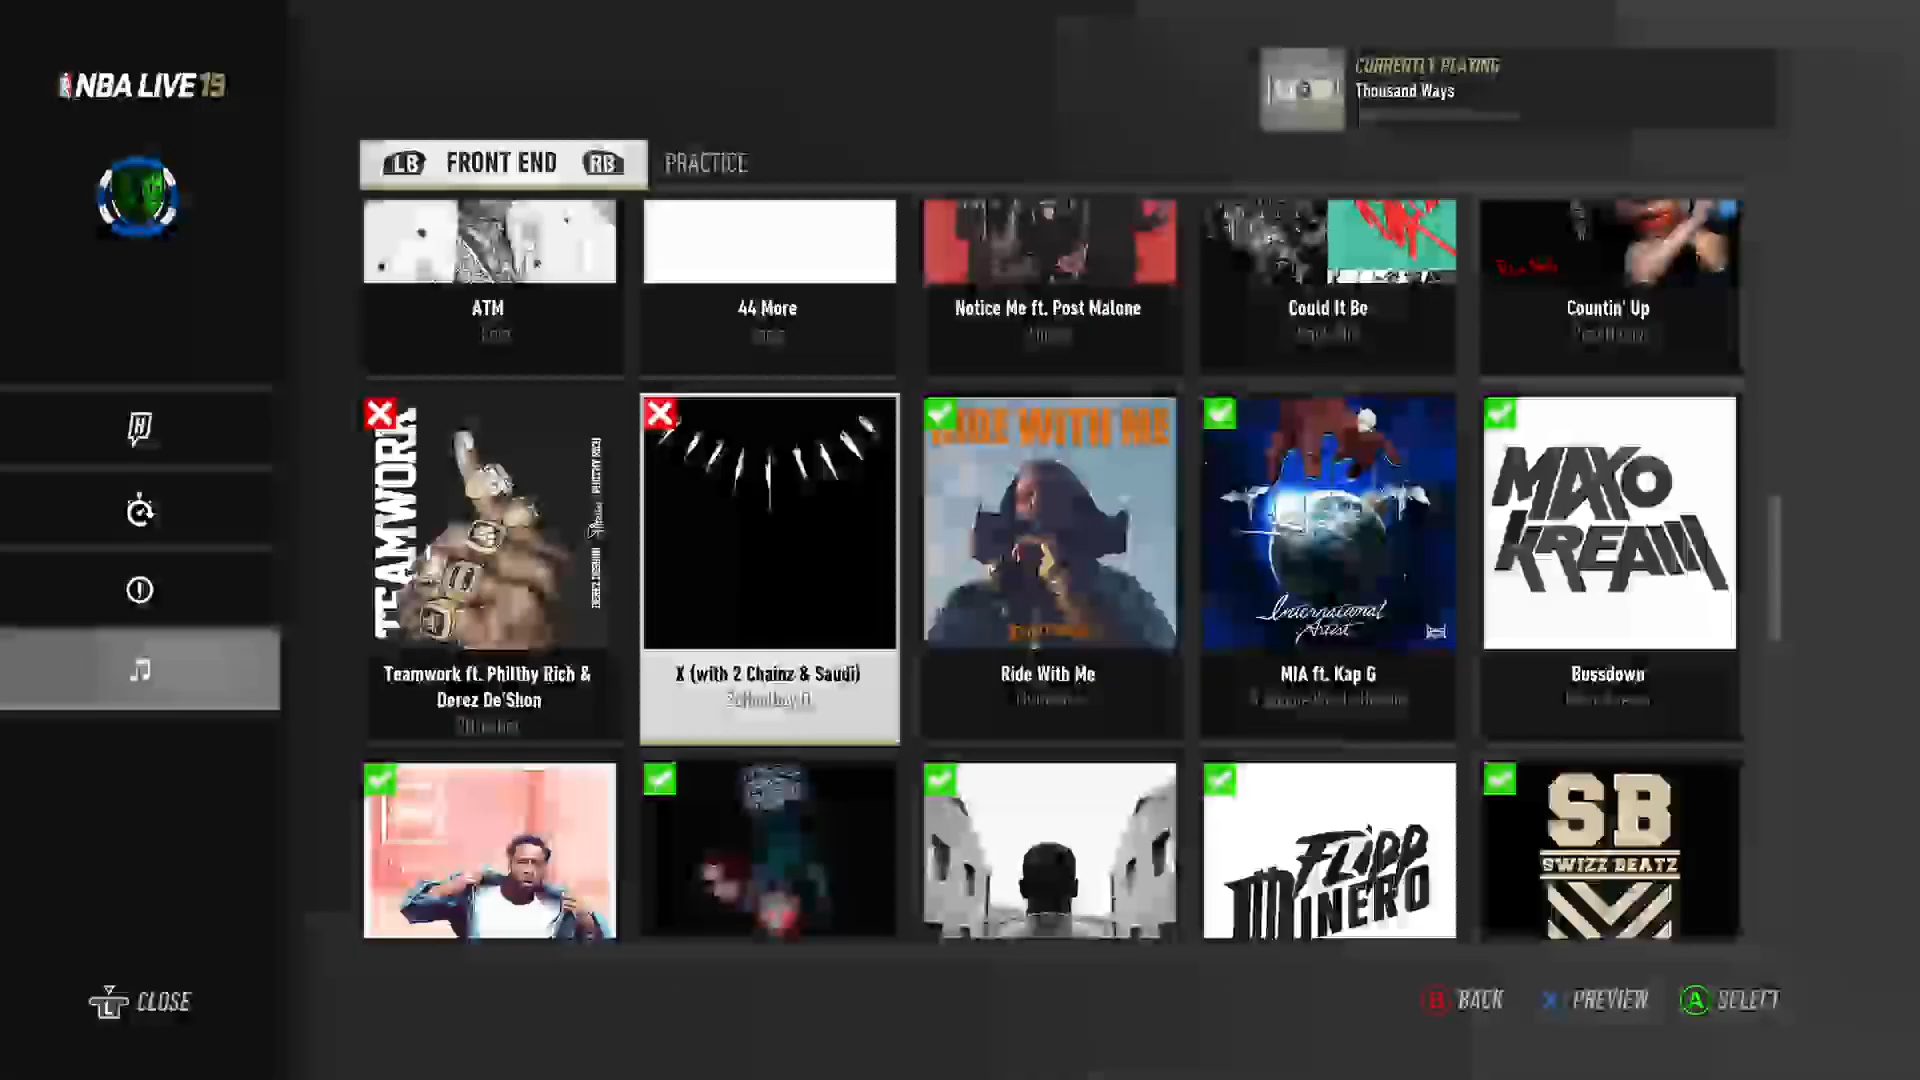 NBA LIVE 19
CURRENTLY PLAYING
Thousand Ways
LB FRONT END RB PRACTICE
ATM
44 More
Notice Me ft. Post Malone
Could It Be
Countin' Up
TEAMWORK
RIDE WITH ME
International
Artist
MAXO
KREAM
Teamwork ft. Philthy Rich &
Derez De'Shon
X (with 2 Chainz & Saudi)
Schoolboy Q
Ride With Me
MIA ft. Kap G
Bussdown
FLIPP
DINERO
SB
SWIZZ BEATZ
L CLOSE
B BACK
X PREVIEW
A SELECT